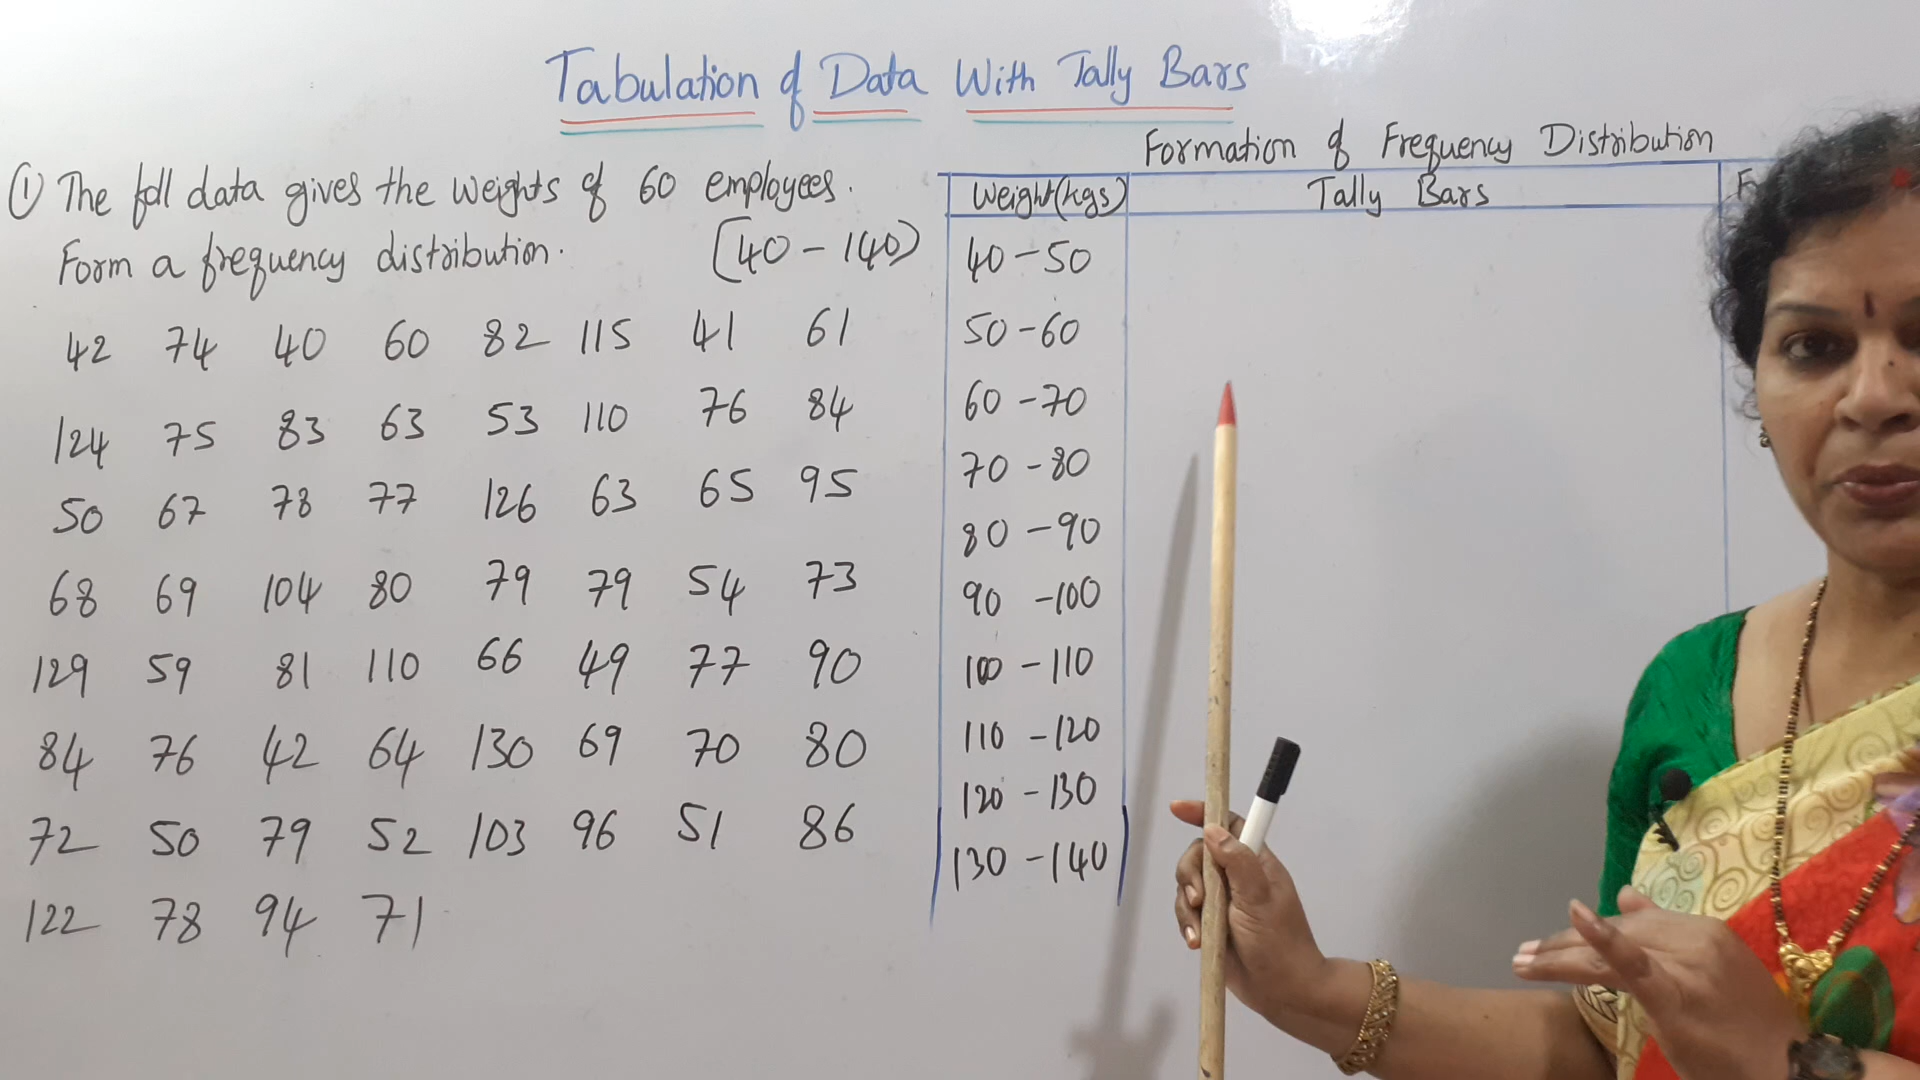 Tabulation of Data With Tally Bars
① The foll data gives the weights of 60 employees.
Form a frequency distribution. (40 - 140)
42 74 40 60 82 115 41 61
124 75 83 63 53 110 76 84
50 67 78 77 126 63 65 95
68 69 104 80 79 79 54 73
129 59 81 110 66 49 77 90
84 76 42 64 130 69 70 80
72 50 79 52 103 96 51 86
122 78 94 71
Formation of Frequency Distribution
Weight(kgs) Tally Bars
40 - 50
50 - 60
60 - 70
70 - 80
80 - 90
90 - 100
100 - 110
110 - 120
120 - 130
130 - 140